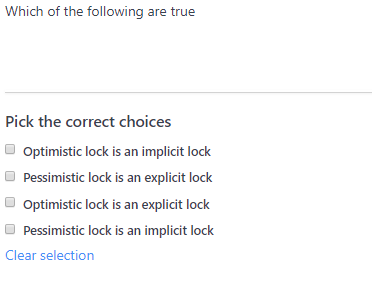 Which of the following are true
Pick the correct choices
Optimistic lock is an implicit lock
Pessimistic lock is an explicit lock
Optimistic lock is an explicit lock
Pessimistic lock is an implicit lock
Clear selection